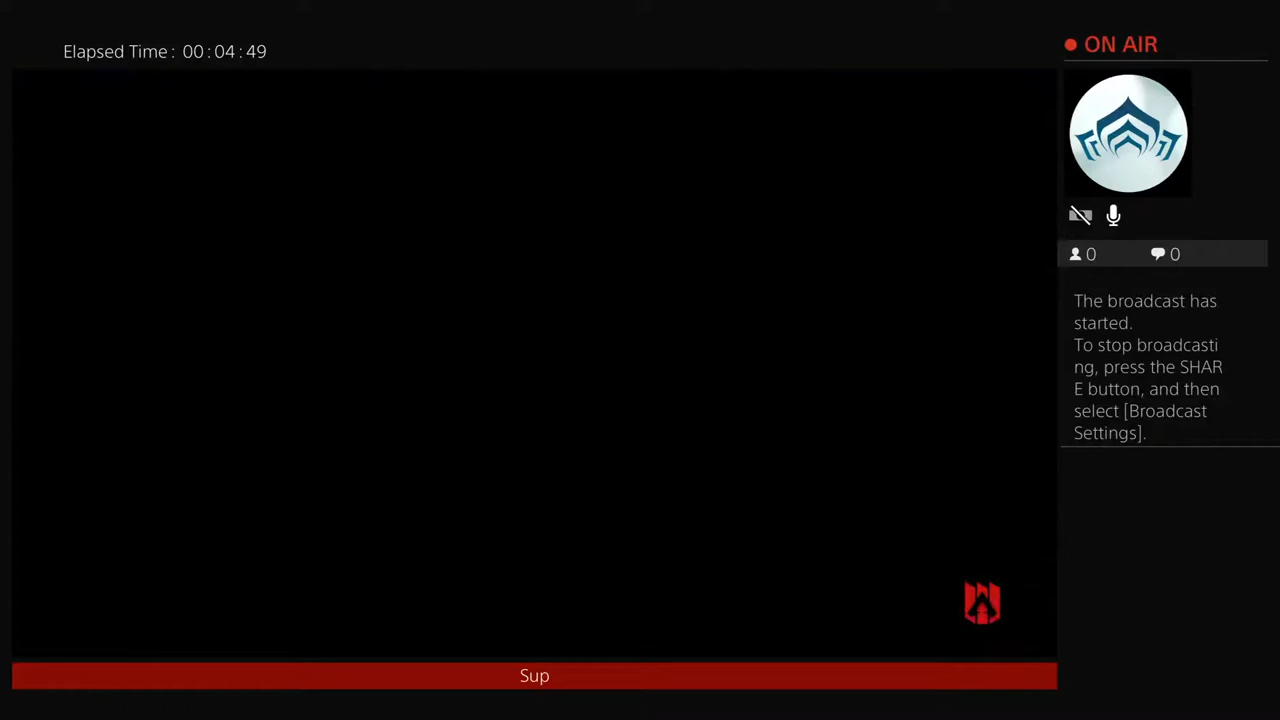 Elapsed Time : 00:04:49
ON AIR
0 0
The broadcast has
started.
To stop broadcasti
ng, press the SHAR
E button, and then
select [Broadcast
Settings].
Sup